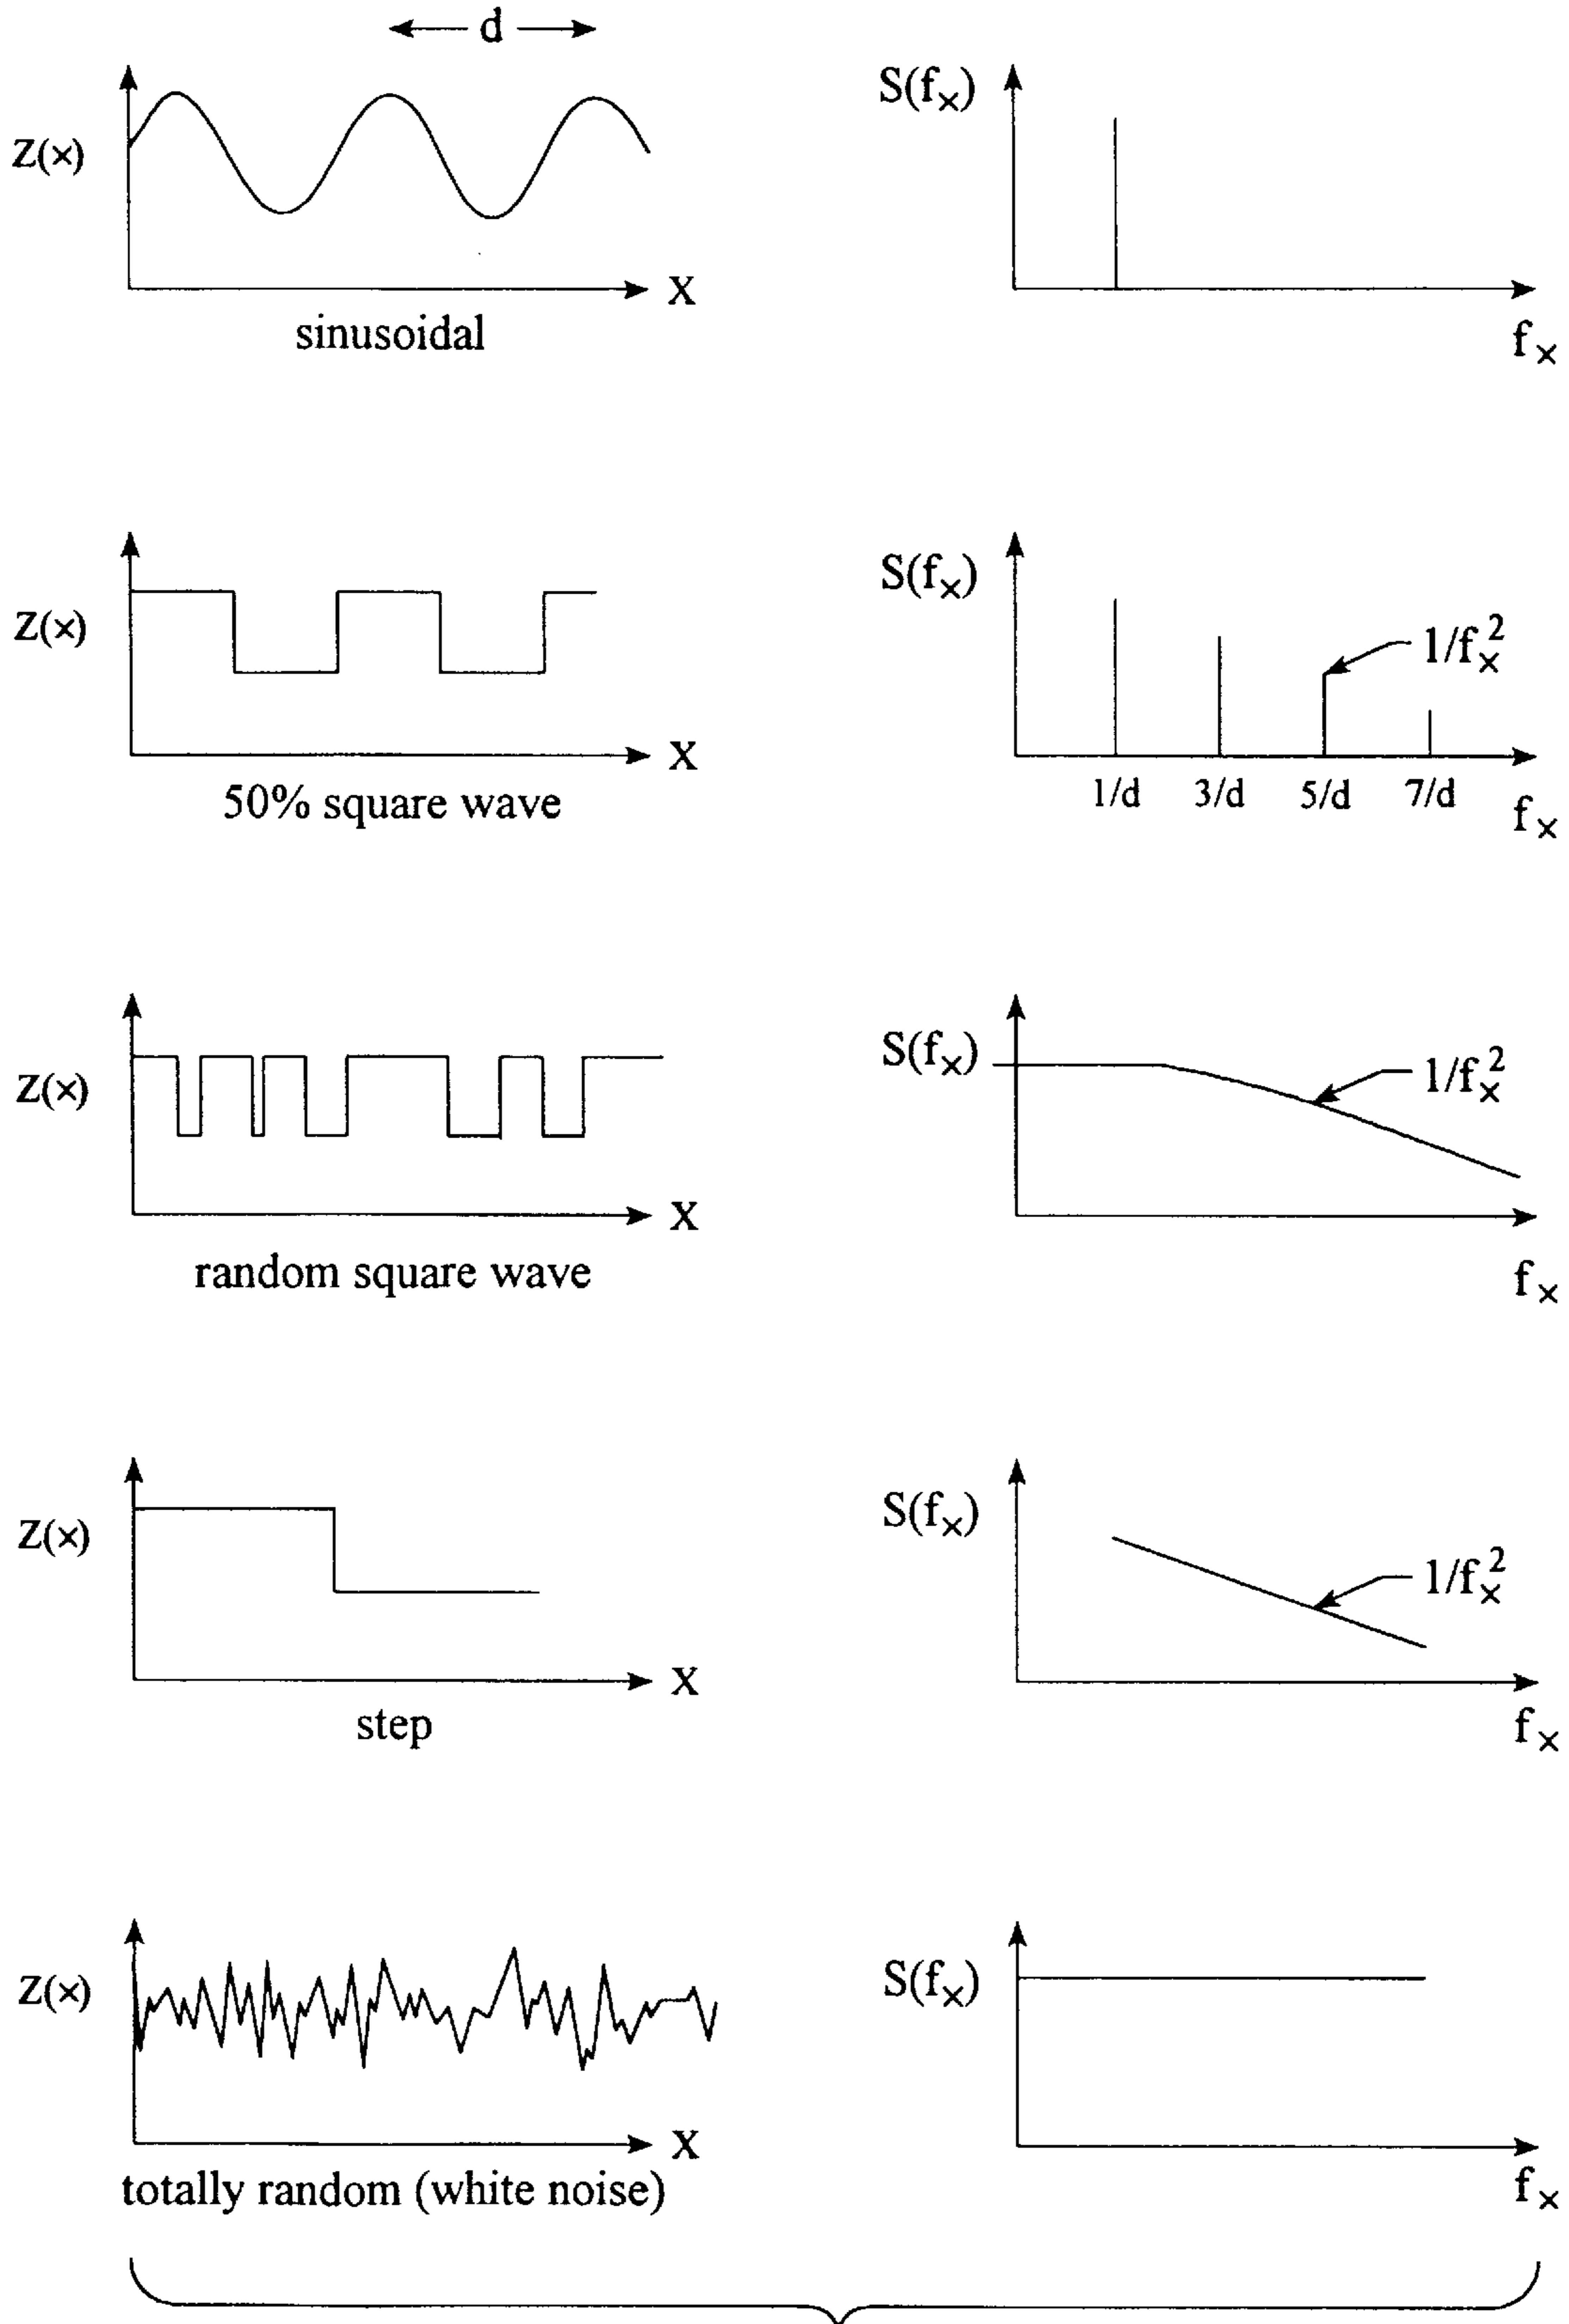 d
Z(x)
X
sinusoidal
S(fx)
fx
Z(x)
X
50% square wave
S(fx)
1/fx²
1/d 3/d 5/d 7/d
fx
Z(x)
X
random square wave
S(fx)
1/fx²
fx
Z(x)
X
step
S(fx)
1/fx²
fx
Z(x)
X
totally random (white noise)
S(fx)
fx